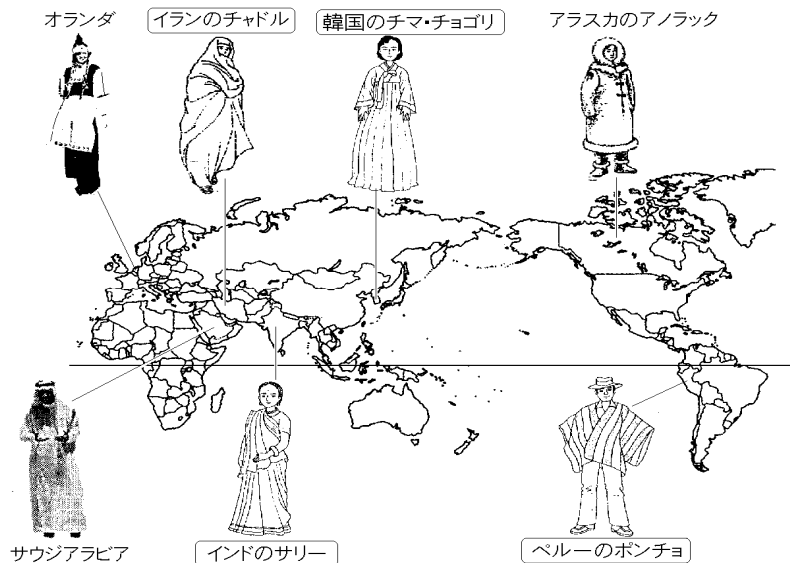 オランダ
イランのチャドル
韓国のチマ・チョゴリ
アラスカのアノラック
サウジアラビア
インドのサリー
ペルーのポンチョ